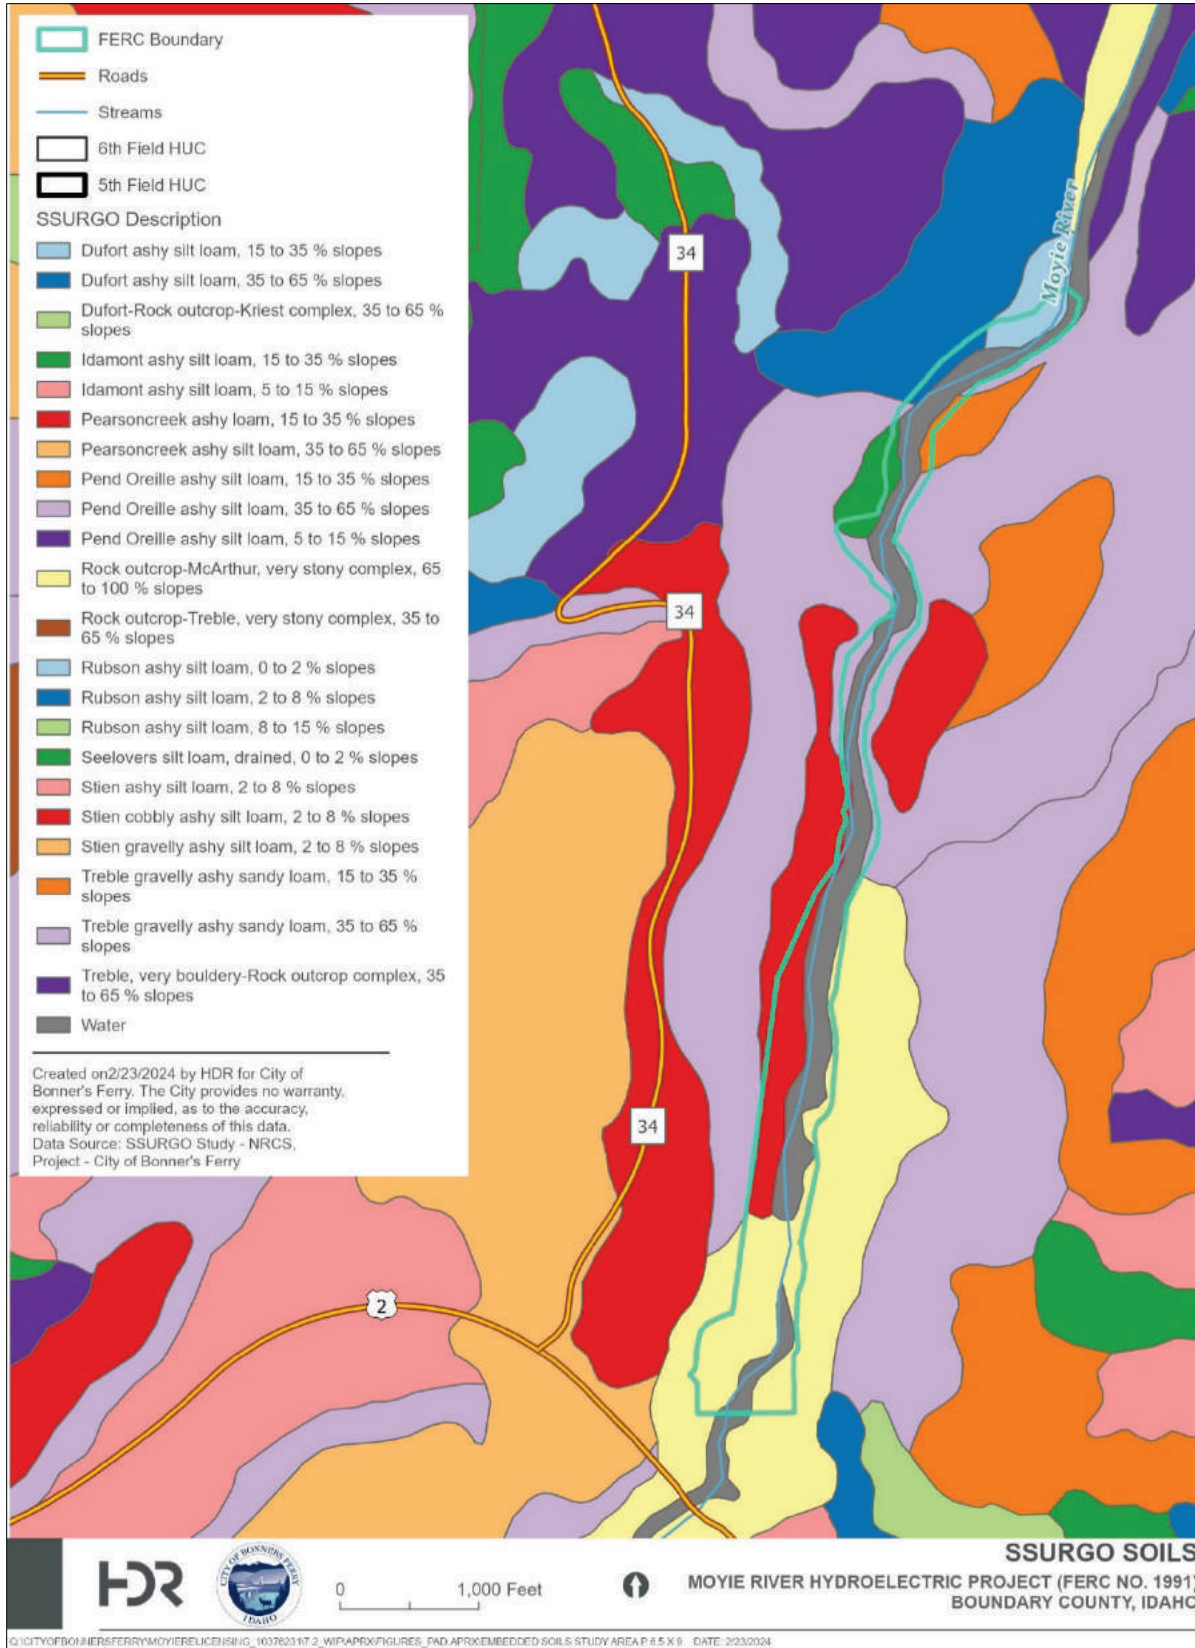 FERC Boundary
Roads
Streams
6th Field HUC
5th Field HUC
SSURGO Description
Dufort ashy silt loam, 15 to 35 % slopes
Dufort ashy silt loam, 35 to 65 % slopes
Dufort-Rock outcrop-Kriest complex, 35 to 65 %
slopes
Idamont ashy silt loam, 15 to 35 % slopes
Idamont ashy silt loam, 5 to 15 % slopes
Pearsoncreek ashy loam, 15 to 35 % slopes
Pearsoncreek ashy silt loam, 35 to 65 % slopes
Pend Oreille ashy silt loam, 15 to 35 % slopes
Pend Oreille ashy silt loam, 35 to 65 % slopes
Pend Oreille ashy silt loam, 5 to 15 % slopes
Rock outcrop-McArthur, very stony complex, 65
to 100 % slopes
Rock outcrop-Treble, very stony complex, 35 to
65 % slopes
Rubson ashy silt loam, 0 to 2 % slopes
Rubson ashy silt loam, 2 to 8 % slopes
Rubson ashy silt loam, 8 to 15 % slopes
Seelovers silt loam, drained, 0 to 2 % slopes
Stien ashy silt loam, 2 to 8 % slopes
Stien cobbly ashy silt loam, 2 to 8 % slopes
Stien gravelly ashy silt loam, 2 to 8 % slopes
Treble gravelly ashy sandy loam, 15 to 35 %
slopes
Treble gravelly ashy sandy loam, 35 to 65 %
slopes
Treble, very bouldery-Rock outcrop complex, 35
to 65 % slopes
Water
Created on2/23/2024 by HDR for City of
Bonner's Ferry. The City provides no warranty,
expressed or implied, as to the accuracy,
reliability or completeness of this data.
Data Source: SSURGO Study - NRCS,
Project - City of Bonner's Ferry
34
Moyie River
34
34
2
HDR
CITY OF BONNERS FERRY
IDAHO
0 1,000 Feet
SSURGO SOILS
MOYIE RIVER HYDROELECTRIC PROJECT (FERC NO. 1991)
BOUNDARY COUNTY, IDAHO
DATE: 2/23/2024